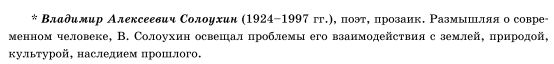 * Владимир Алексеевич Солоухин (1924–1997 гг.), поэт, прозаик. Размышляя о совре-
менном человеке, В. Солоухин освещал проблемы его взаимодействия с землей, природой,
культурой, наследием прошлого.